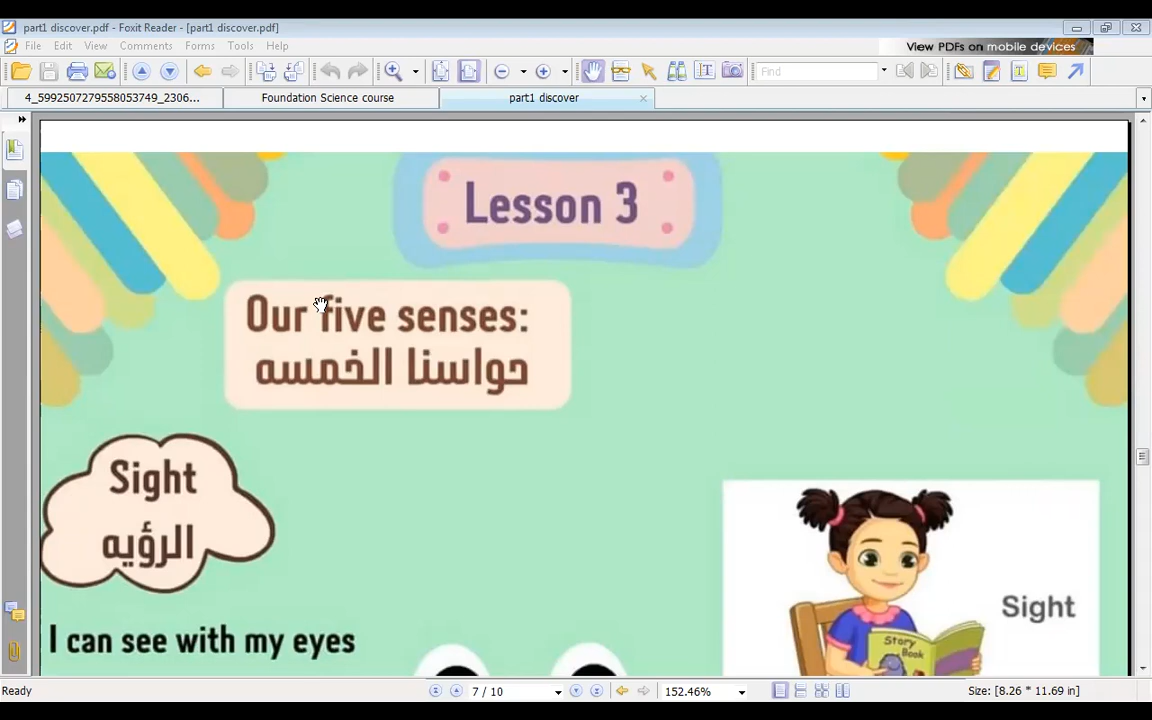 part1 discover.pdf - Foxit Reader - [part1 discover.pdf]
File Edit View Comments Forms Tools Help
View PDFs on mobile devices
Find
4_5992507279558053749_2306... Foundation Science course part1 discover
Lesson 3
Our five senses:
حواسنا الخمسه
Sight
الرؤيه
I can see with my eyes
Story
Book
Sight
Ready 7 / 10 152.46% Size: [8.26 * 11.69 in]